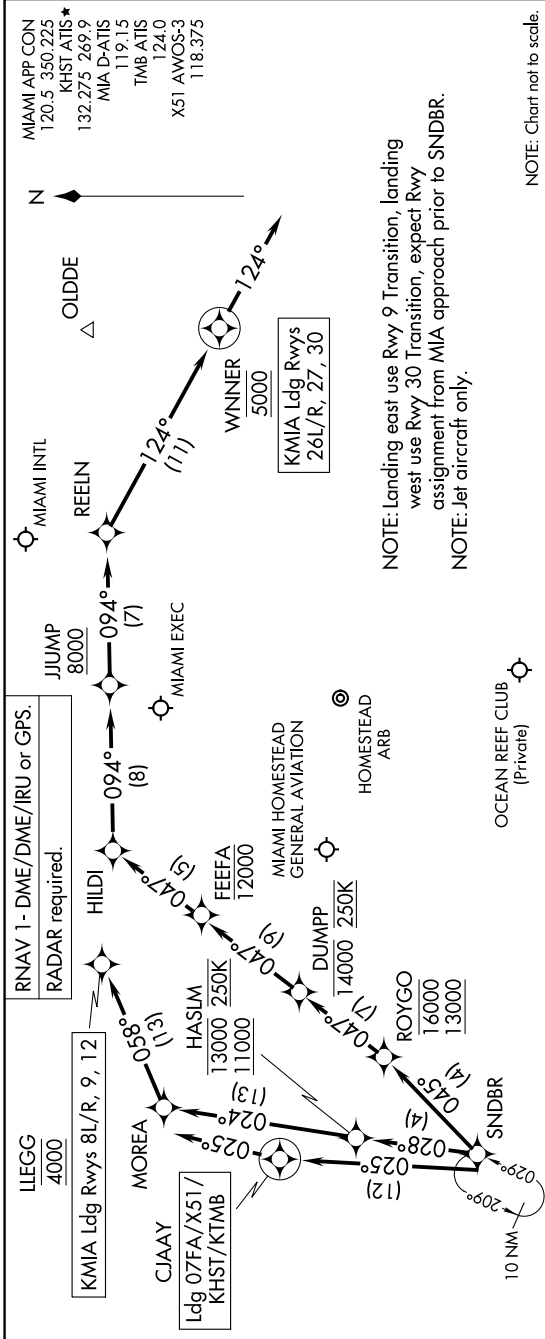 MIAMI APP CON
120.5 350.225
KHST ATIS★
132.275 269.9
MIA D-ATIS
119.15
TMB ATIS
124.0
X51 AWOS-3
118.375
RNAV 1 - DME/DME/IRU or GPS.
RADAR required.
N
LLEGG
4000
KMIA Ldg Rwys 8L/R, 9, 12
MOREA
058°
(13)
CJAAY
Ldg 07FA/X51/
KHST/KTMB
025°
025°
(12)
HASLM
13000 250K
11000
024°
(13)
028°
(4)
SNDBR
209°
029°
10 NM
045°
(4)
ROYGO
16000
13000
047°
(7)
DUMPP
14000 250K
047°
(9)
FEEFA
12000
047°
(5)
HILDI
094°
(8)
JJUMP
8000
094°
(7)
REELN
124°
(11)
WNNER
5000
KMIA Ldg Rwys
26L/R, 27, 30
124°
OLDDE
MIAMI INTL
MIAMI EXEC
MIAMI HOMESTEAD
GENERAL AVIATION
HOMESTEAD
ARB
OCEAN REEF CLUB
(Private)
NOTE: Landing east use Rwy 9 Transition, landing
west use Rwy 30 Transition, expect Rwy
assignment from MIA approach prior to SNDBR.
NOTE: Jet aircraft only.
NOTE: Chart not to scale.